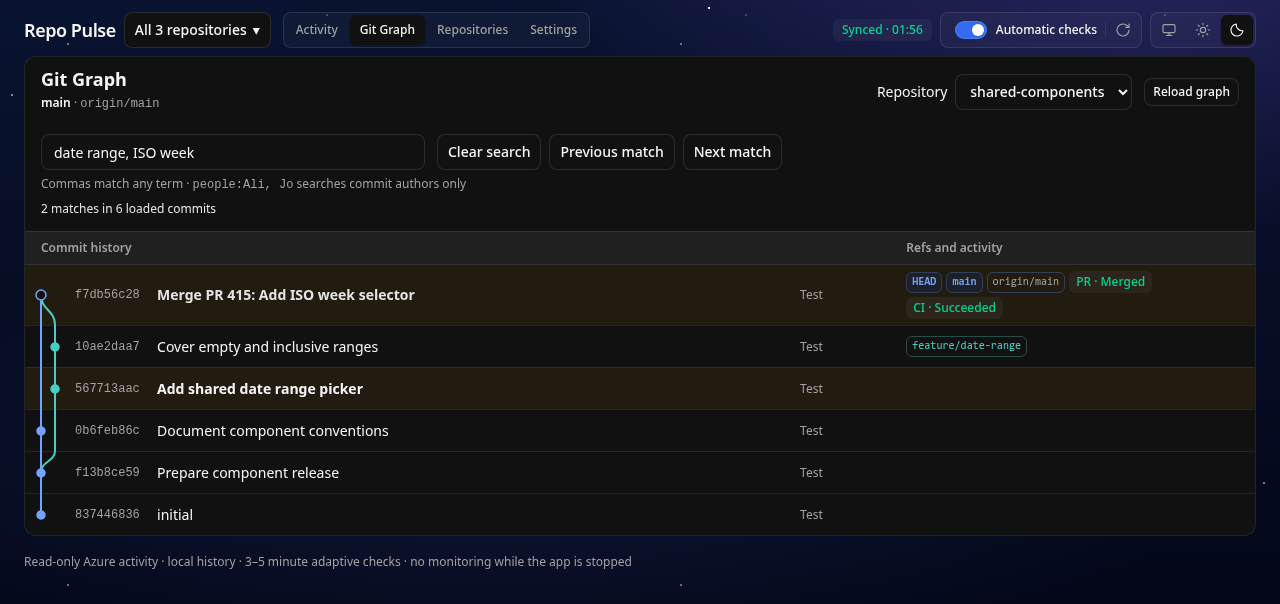 Repo Pulse All 3 repositories ▾ Activity Git Graph Repositories Settings Synced · 01:56 Automatic checks
Git Graph
main · origin/main
Repository shared-components Reload graph
date range, ISO week Clear search Previous match Next match
Commas match any term · people:Ali, Jo searches commit authors only
2 matches in 6 loaded commits
Commit history Refs and activity
f7db56c28 Merge PR 415: Add ISO week selector Test HEAD main origin/main PR · Merged
CI · Succeeded
10ae2daa7 Cover empty and inclusive ranges Test feature/date-range
567713aac Add shared date range picker Test
0b6feb86c Document component conventions Test
f13b8ce59 Prepare component release Test
837446836 initial Test
Read-only Azure activity · local history · 3–5 minute adaptive checks · no monitoring while the app is stopped